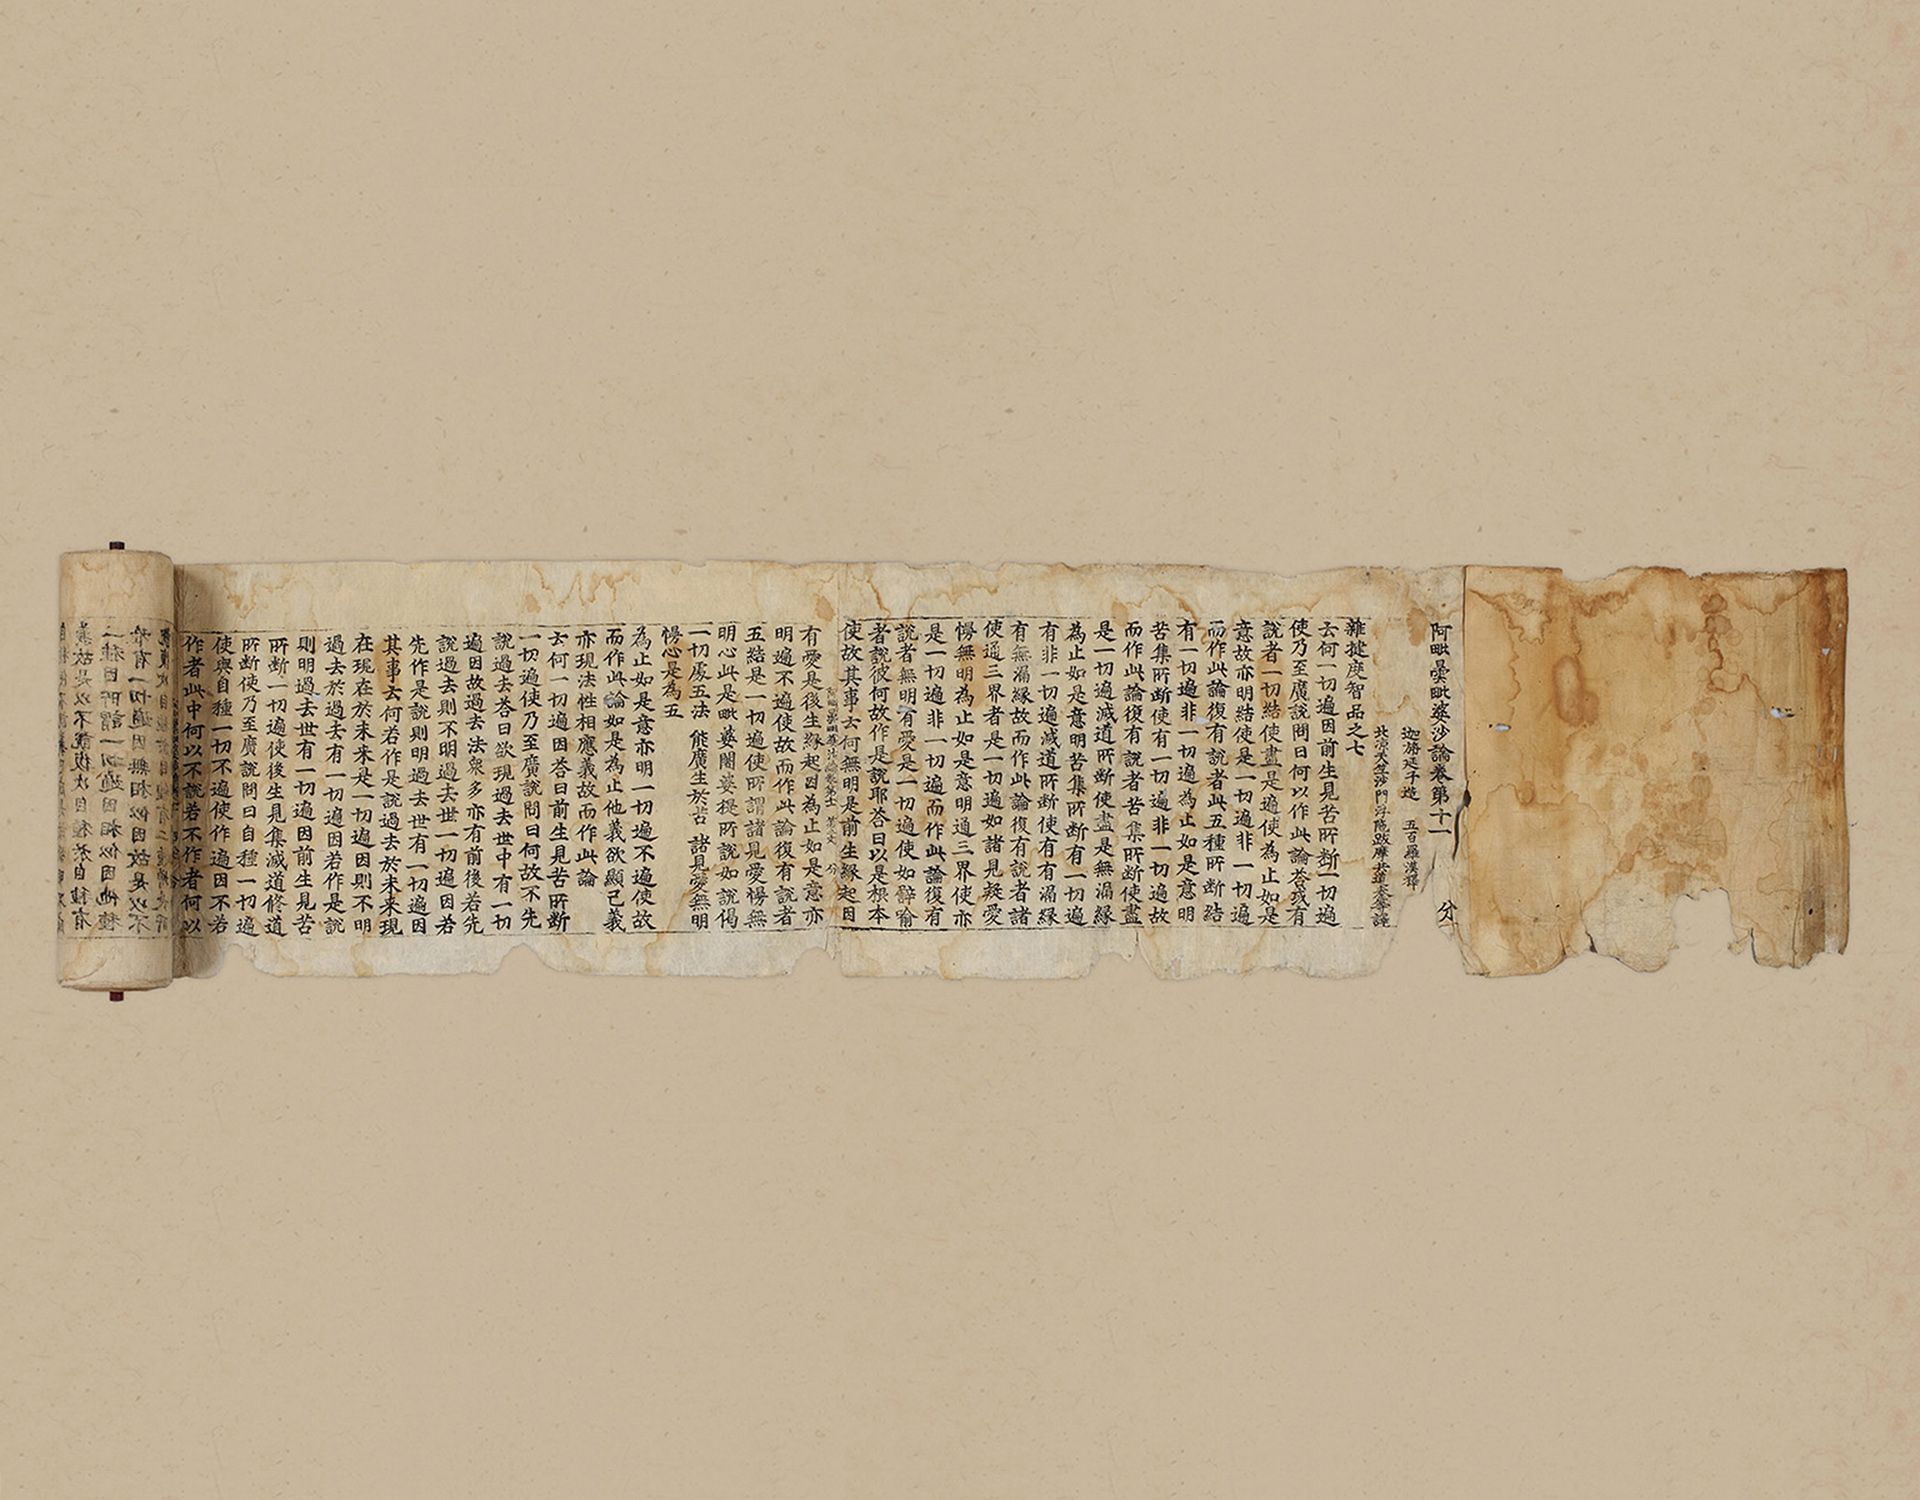 阿毗曇毗婆沙論卷第十一 分
迦旃延子造 五百羅漢釋
北涼天竺沙門浮陁跋摩共道泰等譯
雜揵度智品之七
云何一切遍因前生見苦所斷一切遍
使乃至廣說問曰何以作此論荅或有
說者一切結使盡是遍使為止如是
意故亦明結使是一切遍非一切遍
而作此論復有說者此五種所斷結
有一切遍非一切遍為止如是意明
苦集所斷使有一切遍非一切遍故
而作此論復有說者苦集所斷使盡
是一切遍滅道所斷使盡是無漏緣
為止如是意明苦集所斷有一切遍
有非一切遍滅道所斷使有有漏緣
有無漏緣故而作此論復有說者諸
使通三界者是一切遍如諸見疑愛
慢無明為止如是意明通三界使亦
是一切遍非一切遍而作此論復有
說者無明有愛是一切遍使如辟喻
者說彼何故作是說耶荅曰以是根本
使故其事云何無明是前生緣起因
有愛是後生緣起因為止如是意亦
明遍不遍使故而作此論復有說者
五結是一切遍使所謂諸見愛慢無
明心此是毗婆闍婆提所說如說偈
一切處五法 能廣生於苦 諸見愛無明
慢心是為五
為止如是意亦明一切遍不遍使故
而作此論如是為止他義欲顯己義
亦現法性相應義故而作此論
云何一切遍因荅曰前生見苦所斷
一切遍使乃至廣說問曰何故不先
說過去荅曰欲現過去世中有一切
遍因故過去法衆多亦有前後若先
說過去則不明過去世一切遍因若
先作是說則明過去世有一切遍因
其事云何若作是說過去於未來現
在現在於未來是一切遍因則不明
過去於過去有一切遍因若作是說
則明過去世有一切遍因前生見苦
所斷一切遍使後生見集滅道修道
所斷使乃至廣說問曰自種一切遍
使與自種一切不遍使作遍因不若
作者此中何以不說若不作者何以